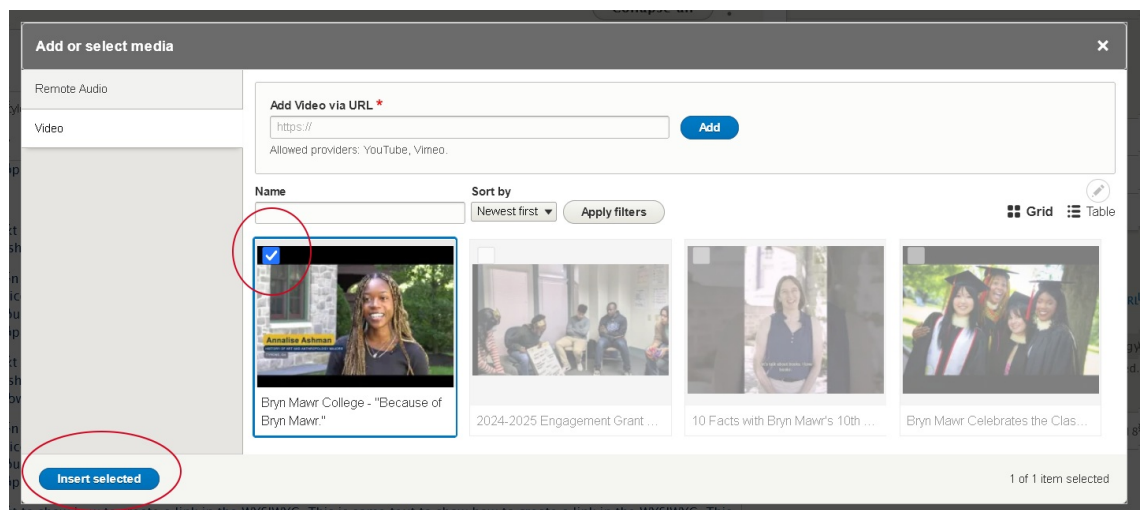 Collapse all
Add or select media
×
Remote Audio
Video
Add Video via URL *
https://
Add
Allowed providers: YouTube, Vimeo.
Name
Sort by
Newest first
Apply filters
Grid
Table
Annalise Ashman
Bryn Mawr College - "Because of
Bryn Mawr."
2024-2025 Engagement Grant ...
10 Facts with Bryn Mawr's 10th ...
Bryn Mawr Celebrates the Clas...
Insert selected
1 of 1 item selected